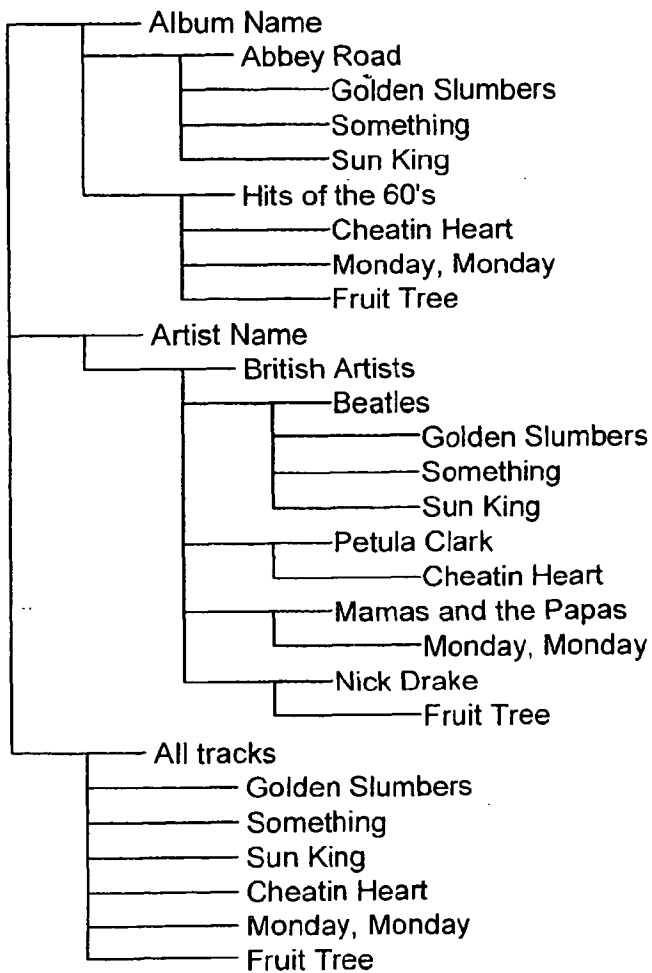 Album Name
Abbey Road
Golden Slumbers
Something
Sun King
Hits of the 60's
Cheatin Heart
Monday, Monday
Fruit Tree
Artist Name
British Artists
Beatles
Golden Slumbers
Something
Sun King
Petula Clark
Cheatin Heart
Mamas and the Papas
Monday, Monday
Nick Drake
Fruit Tree
All tracks
Golden Slumbers
Something
Sun King
Cheatin Heart
Monday, Monday
Fruit Tree